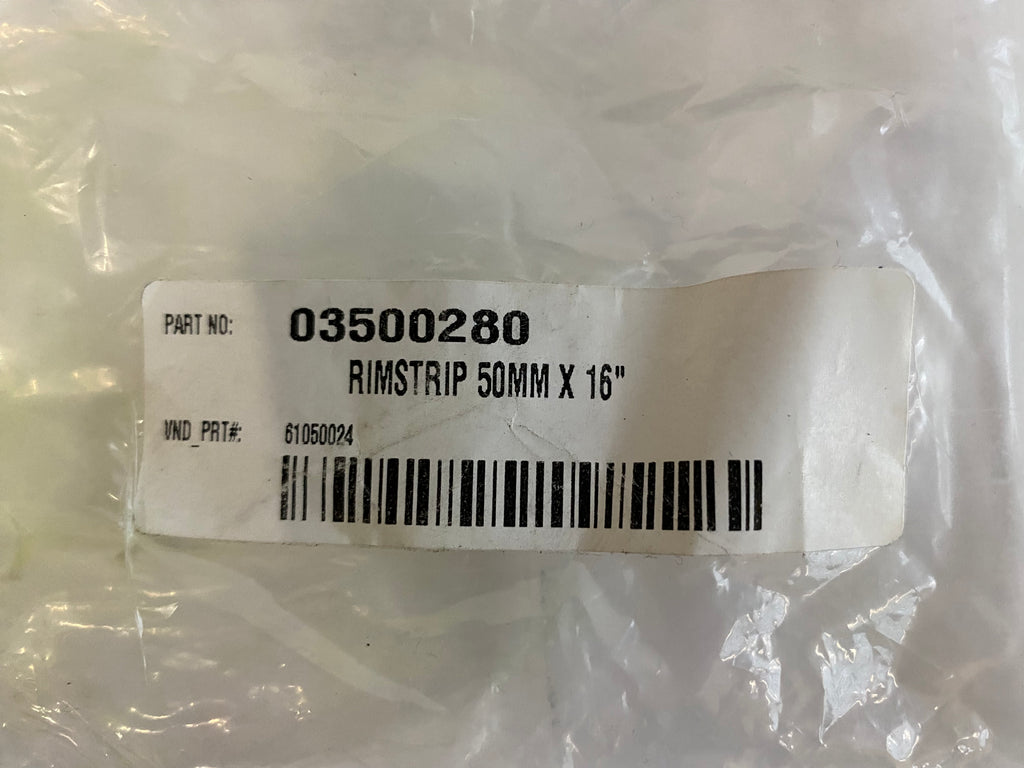 PART NO: 03500280
RIMSTRIP 50MM X 16"
VND_PRT#: 61050024